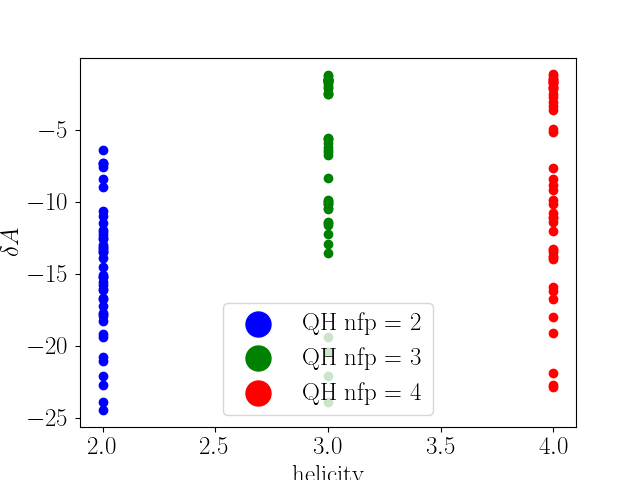 −5
−10
−15
−20
−25
δA
QH nfp = 2
QH nfp = 3
QH nfp = 4
2.0 2.5 3.0 3.5 4.0
helicity